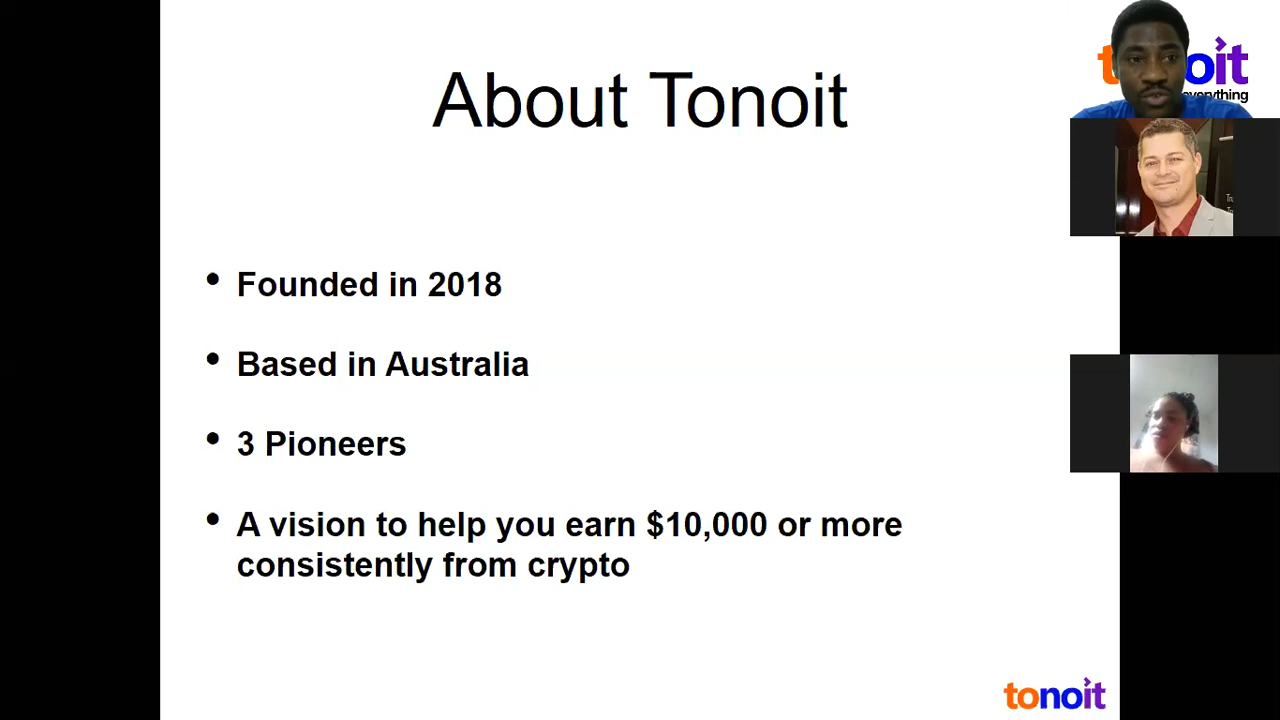 About Tonoit
everything
• Founded in 2018
• Based in Australia
• 3 Pioneers
• A vision to help you earn $10,000 or more
consistently from crypto
tonoit